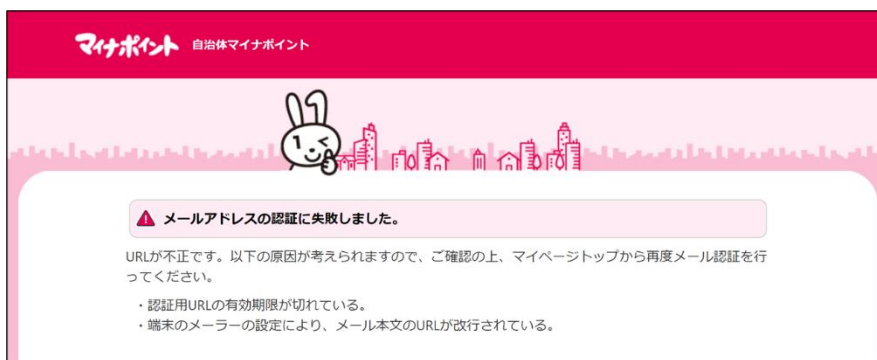 マイナポイント 自治体マイナポイント
メールアドレスの認証に失敗しました。
URLが不正です。以下の原因が考えられますので、ご確認の上、マイページトップから再度メール認証を行
ってください。
・認証用URLの有効期限が切れている。
・端末のメーラーの設定により、メール本文のURLが改行されている。